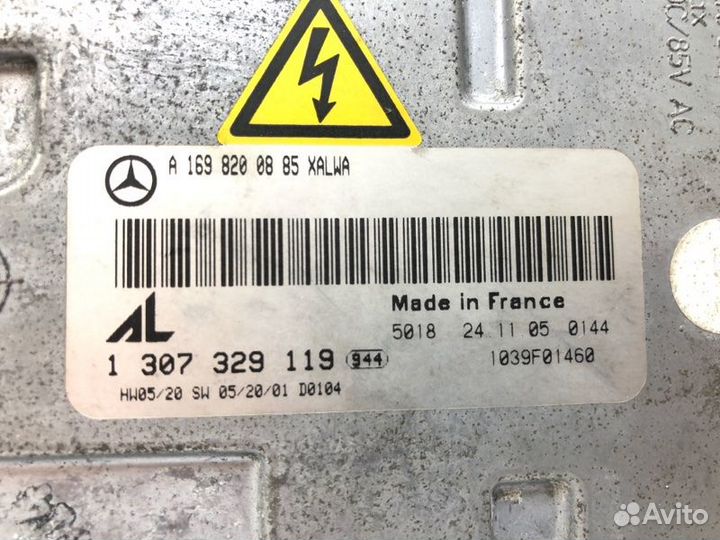 A 169 820 08 85 XALWA
AL
Made in France
5018 24 11 05 0144
1 307 329 119 944
1039F01460
HW05/20 SW 05/20/01 D0104
/85V AC
Avito